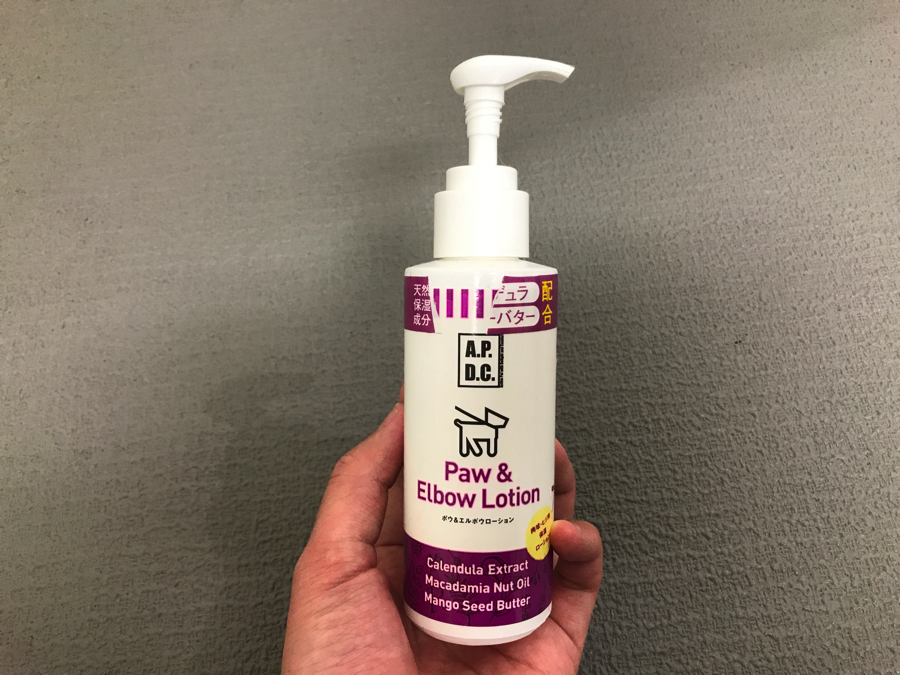 天然
保湿
成分
デュラ
バター
配
合
A.P.
D.C.
Paw &
Elbow Lotion
ポウ&エルボウローション
Calendula Extract
Macadamia Nut Oil
Mango Seed Butter